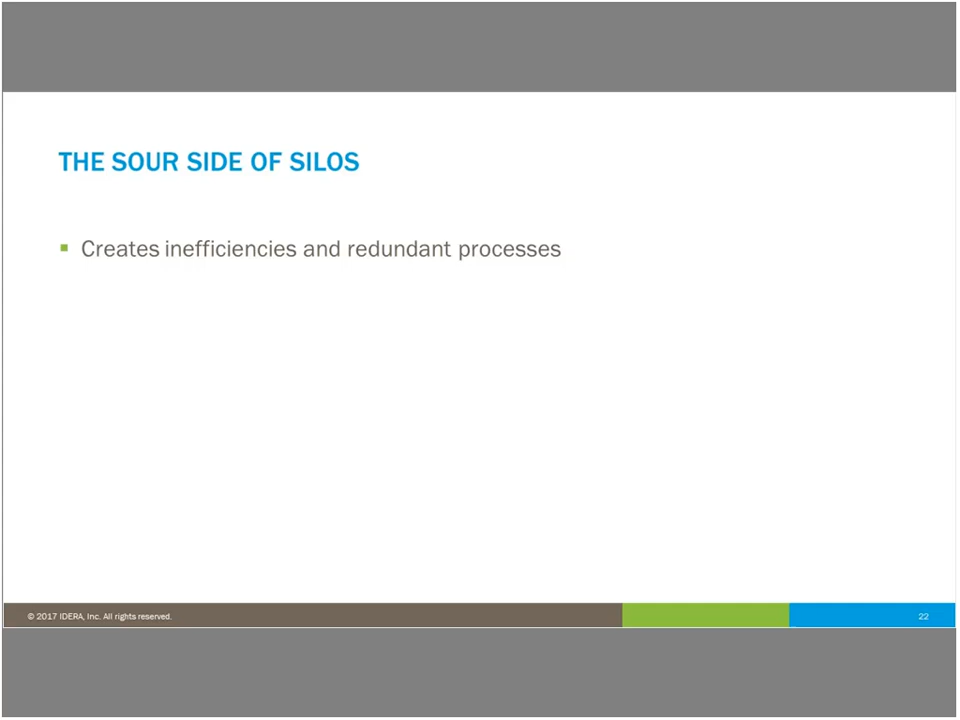 THE SOUR SIDE OF SILOS
▪ Creates inefficiencies and redundant processes
© 2017 IDERA, Inc. All rights reserved.
22